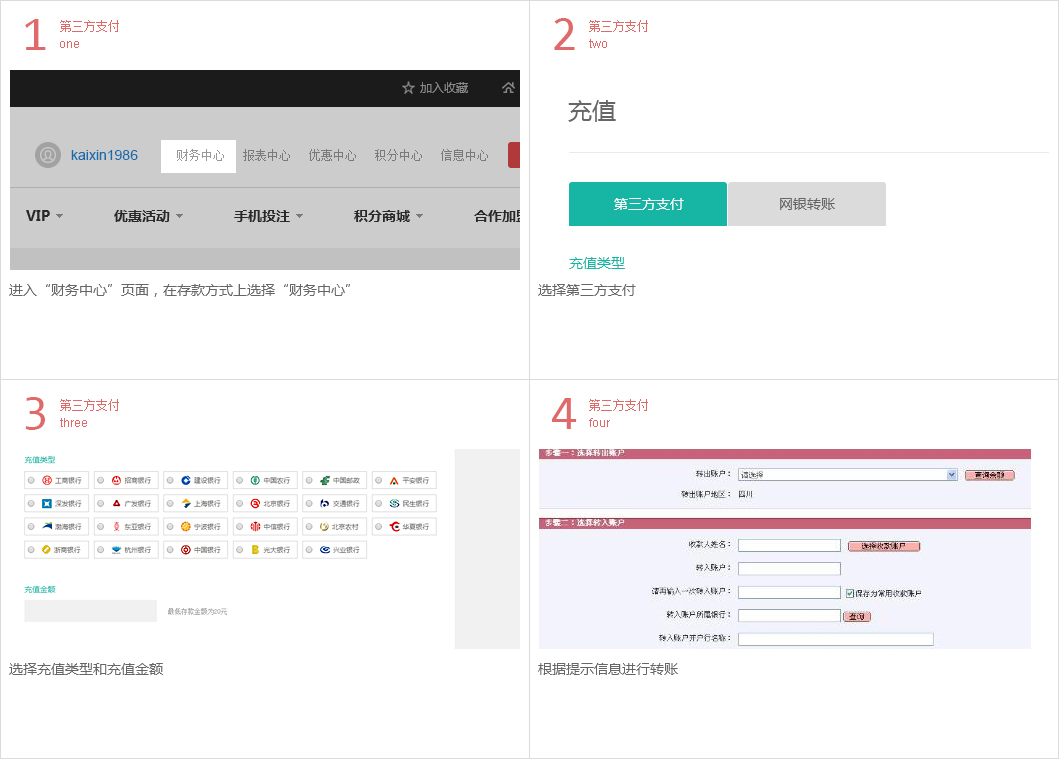 1
第三方支付
one
加入收藏
kaixin1986
财务中心 报表中心 优惠中心 积分中心 信息中心
VIP 优惠活动 手机投注 积分商城 合作加盟
进入“财务中心”页面，在存款方式上选择“财务中心”
2
第三方支付
two
充值
第三方支付 网银转账
充值类型
选择第三方支付
3
第三方支付
three
充值类型
工商银行 招商银行 建设银行 中国农行 中国邮政 平安银行
深发银行 广发银行 上海银行 北京银行 交通银行 民生银行
渤海银行 东亚银行 宁波银行 中信银行 北京农村 华夏银行
浙商银行 杭州银行 中国银行 光大银行 兴业银行
充值金额
最低存款金额为20元
选择充值类型和充值金额
4
第三方支付
four
步骤一：选择转出账户
转出账户： 请选择 查询余额
转出账户地区： 四川
步骤二：选择转入账户
收款人姓名： 选择收款账户
转入账户：
请再输入一次转入账户： 保存为常用收款账户
转入账户所属银行： 查询
转入账户开户行名称：
根据提示信息进行转账